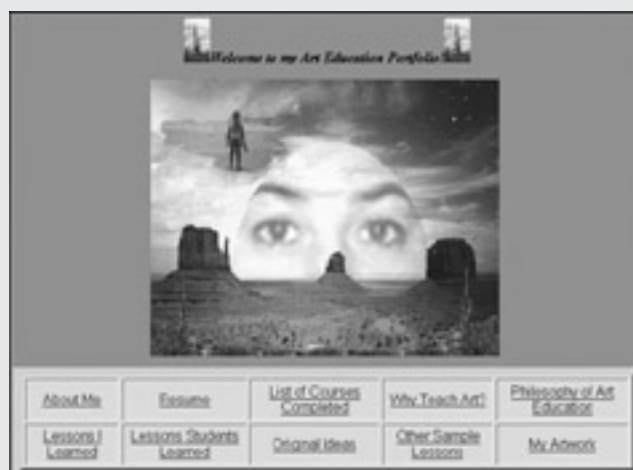 Welcome to my Art Education Portfolio!
About Me
Resume
List of Courses
Completed
Why Teach Art?
Philosophy of Art
Education
Lessons I
Learned
Lessons Students
Learned
Original Ideas
Other Sample
Lessons
My Artwork